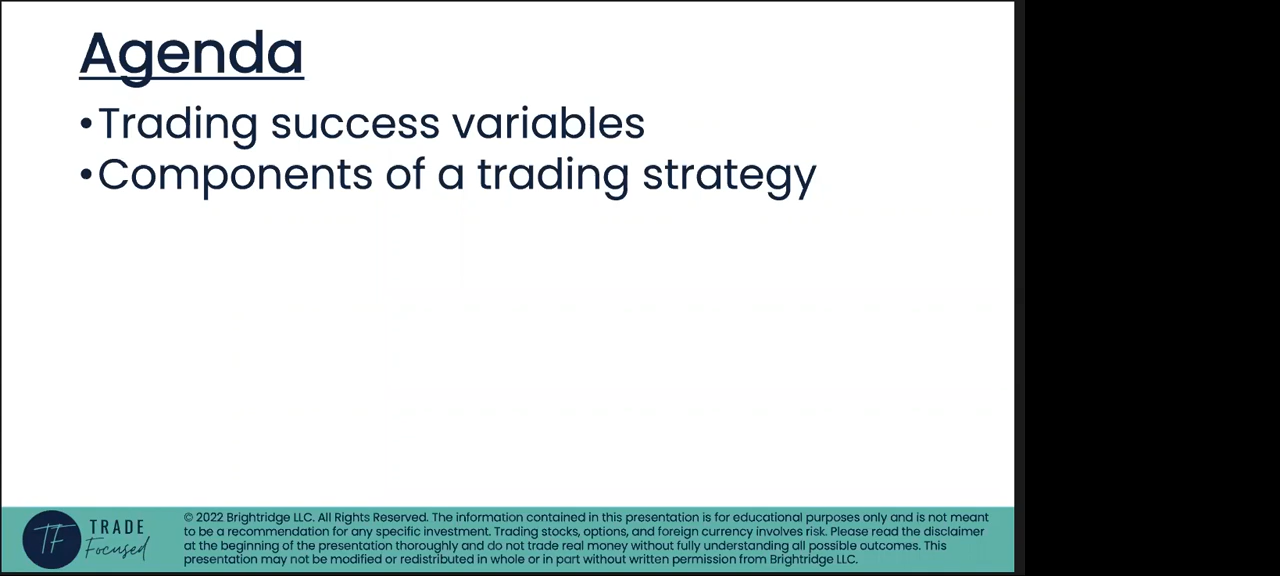 Agenda
•Trading success variables
•Components of a trading strategy
TF
TRADE
Focused
© 2022 Brightridge LLC. All Rights Reserved. The information contained in this presentation is for educational purposes only and is not meant
to be a recommendation for any specific investment. Trading stocks, options, and foreign currency involves risk. Please read the disclaimer
at the beginning of the presentation thoroughly and do not trade real money without fully understanding all possible outcomes. This
presentation may not be modified or redistributed in whole or in part without written permission from Brightridge LLC.